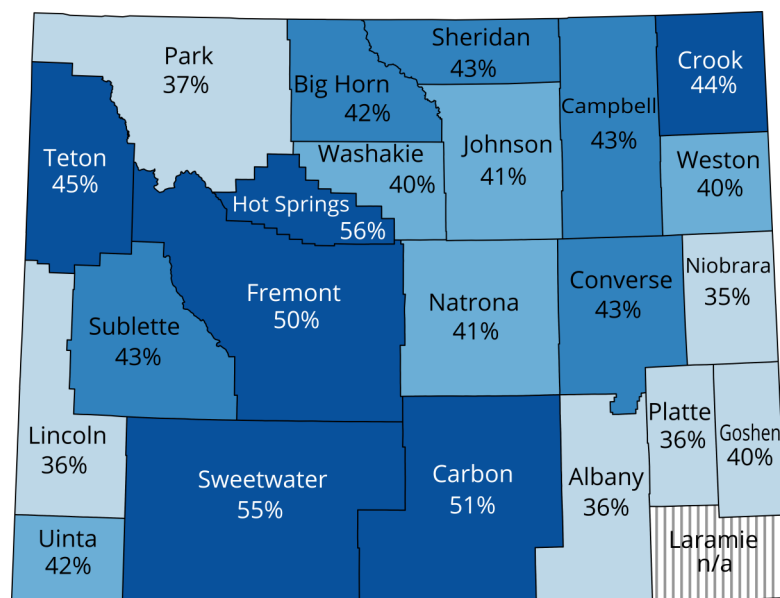 Park
37%
Sheridan
43%
Big Horn
42%
Campbell
43%
Crook
44%
Teton
45%
Washakie
40%
Johnson
41%
Weston
40%
Hot Springs
56%
Fremont
50%
Natrona
41%
Converse
43%
Niobrara
35%
Sublette
43%
Lincoln
36%
Sweetwater
55%
Carbon
51%
Albany
36%
Platte
36%
Goshen
40%
Uinta
42%
Laramie
n/a